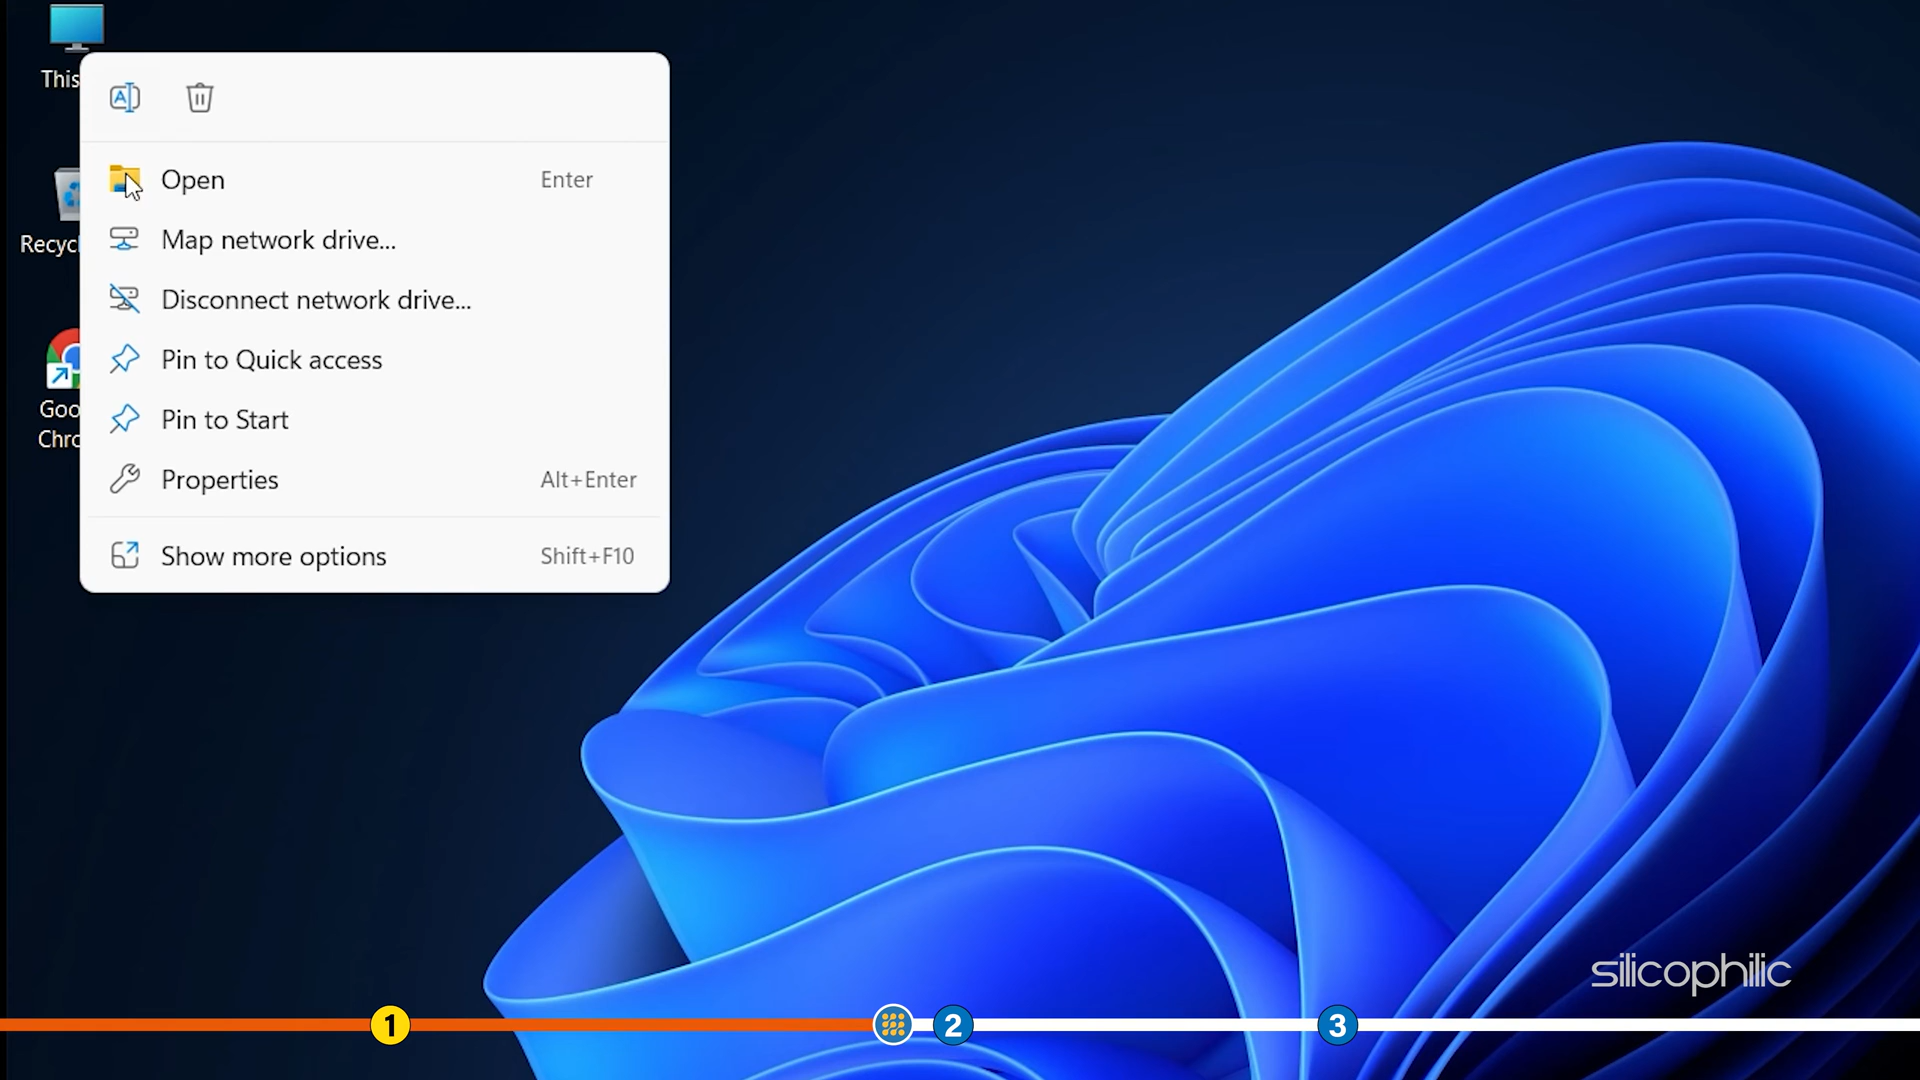 This
Open Enter
Map network drive...
Recycl
Disconnect network drive...
Pin to Quick access
Goo
Chro
Pin to Start
Properties Alt+Enter
Show more options Shift+F10
silicophilic
1 2 3